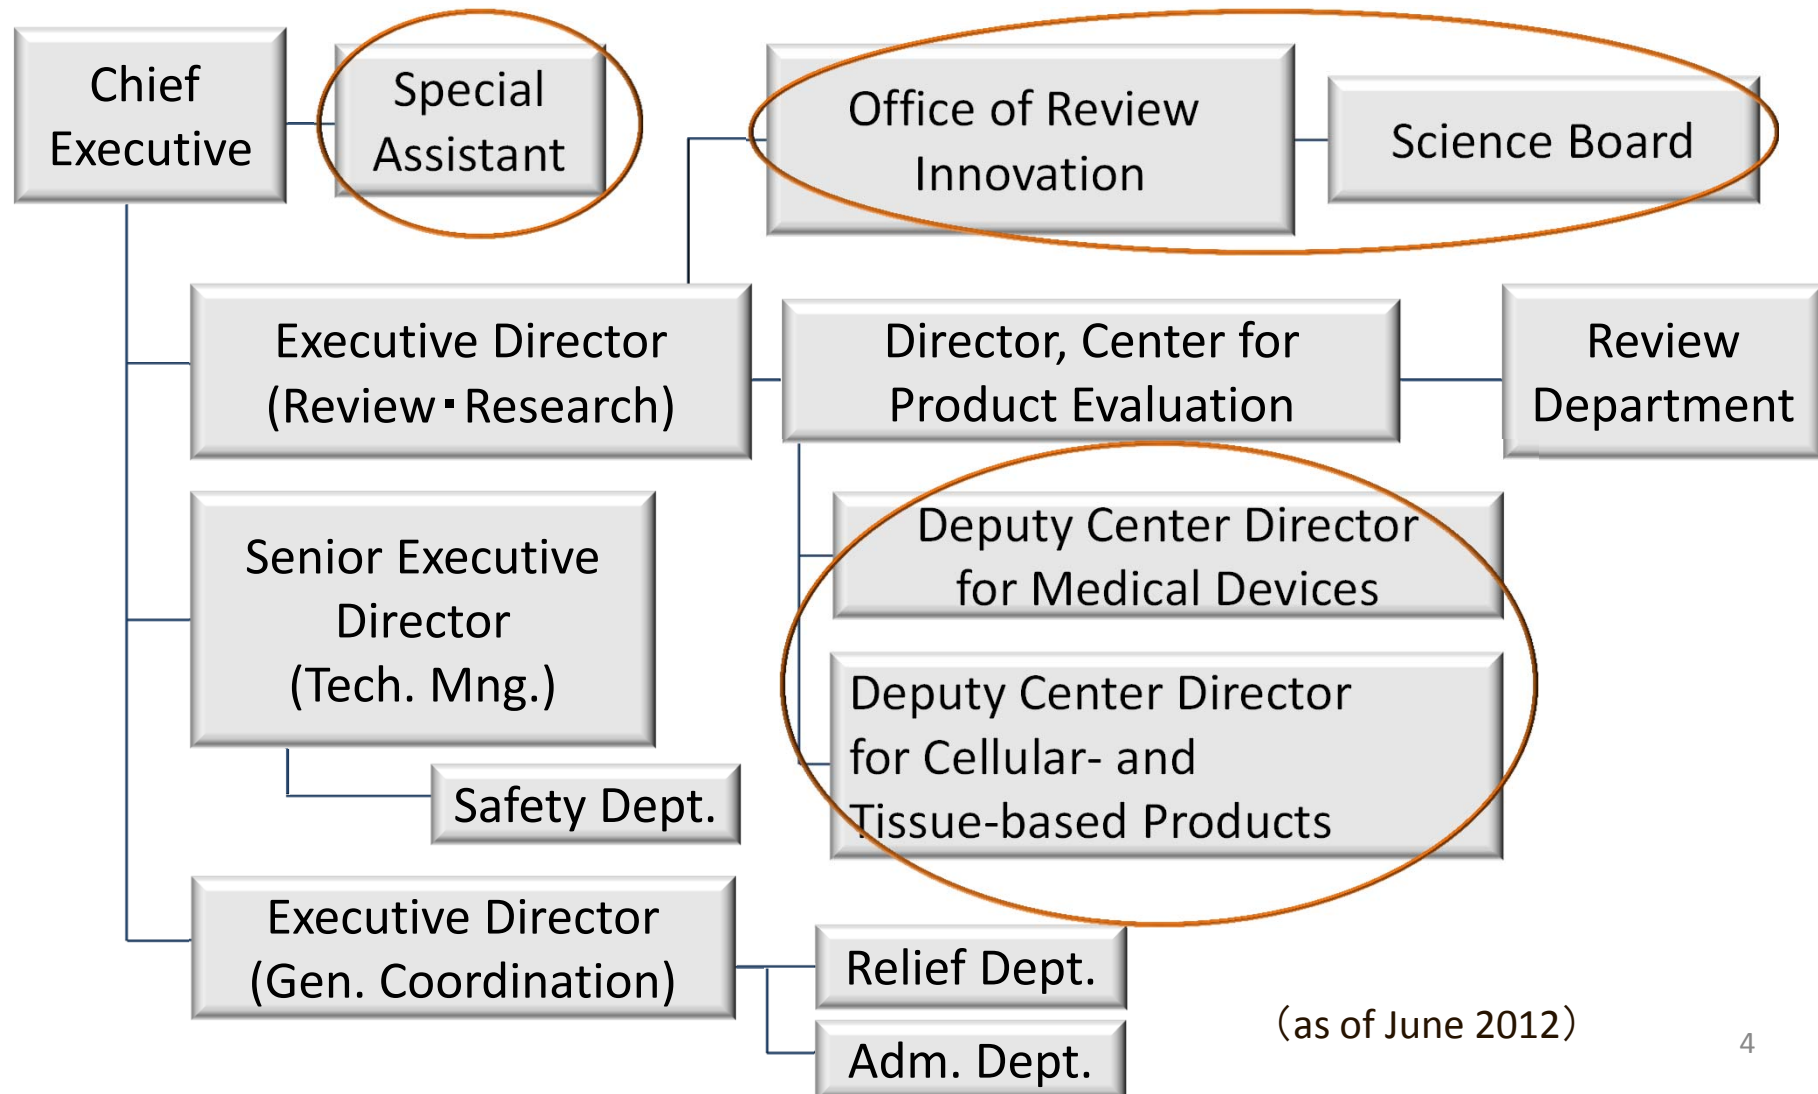 Chief
Executive
Special
Assistant
Office of Review
Innovation
Science Board
Executive Director
(Review･Research)
Director, Center for
Product Evaluation
Review
Department
Senior Executive
Director
(Tech. Mng.)
Deputy Center Director
for Medical Devices
Deputy Center Director
for Cellular- and
Tissue-based Products
Safety Dept.
Executive Director
(Gen. Coordination)
Relief Dept.
Adm. Dept.
（as of June 2012）
4